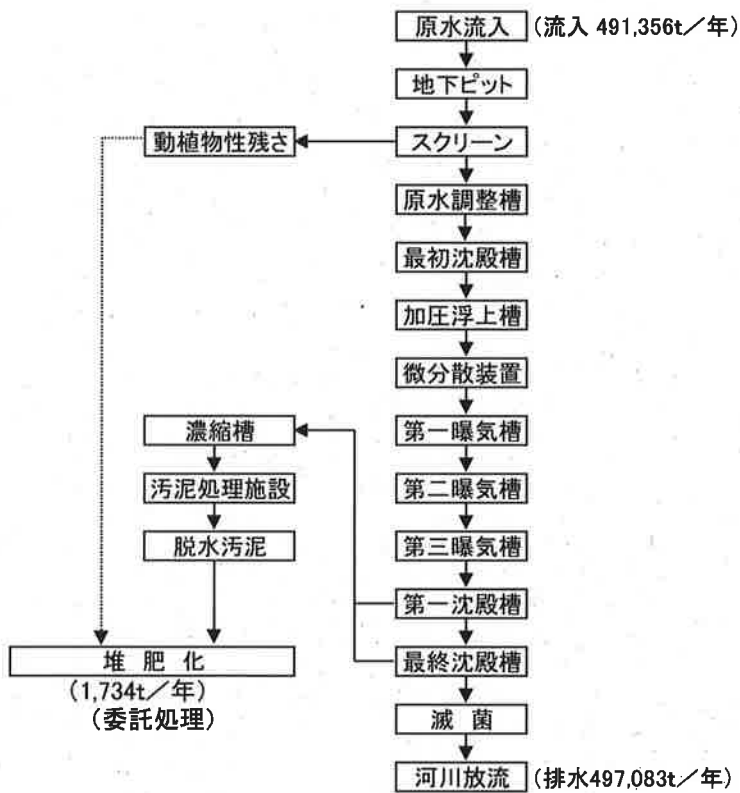 原水流入 (流入 491,356t／年)
地下ピット
動植物性残さ スクリーン
原水調整槽
最初沈殿槽
加圧浮上槽
微分散装置
濃縮槽 第一曝気槽
汚泥処理施設 第二曝気槽
脱水汚泥 第三曝気槽
第一沈殿槽
堆肥化 最終沈殿槽
(1,734t／年)
(委託処理) 滅菌
河川放流 (排水497,083t／年)